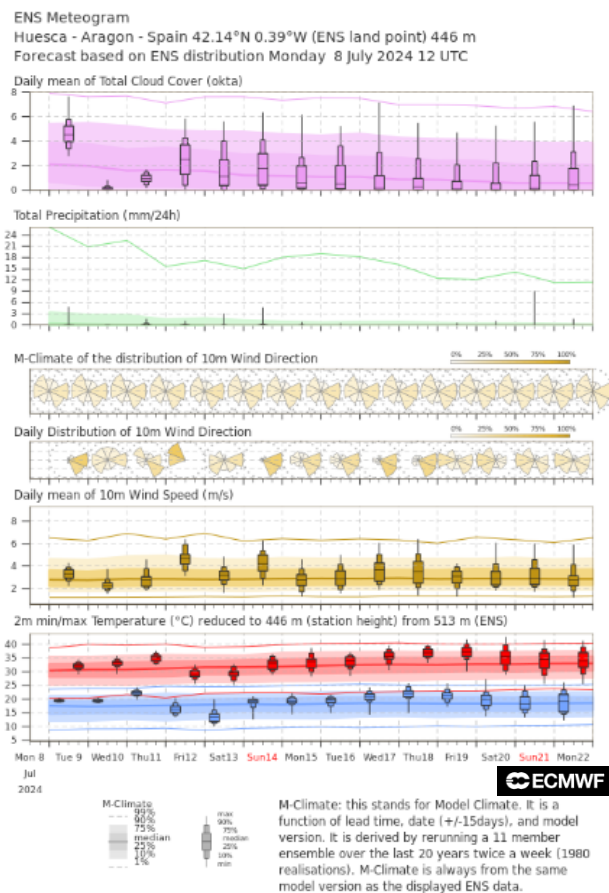 ENS Meteogram
Huesca - Aragon - Spain 42.14°N 0.39°W (ENS land point) 446 m
Forecast based on ENS distribution Monday 8 July 2024 12 UTC
Daily mean of Total Cloud Cover (okta)
8
6
4
2
0
Total Precipitation (mm/24h)
24
21
18
15
12
9
6
3
0
M-Climate of the distribution of 10m Wind Direction
0% 25% 50% 75% 100%
Daily Distribution of 10m Wind Direction
0% 25% 50% 75% 100%
Daily mean of 10m Wind Speed (m/s)
8
6
4
2
2m min/max Temperature (°C) reduced to 446 m (station height) from 513 m (ENS)
40
35
30
25
20
15
10
5
Mon 8 Tue 9 Wed10 Thu11 Fri12 Sat13 Sun14 Mon15 Tue16 Wed17 Thu18 Fri19 Sat20 Sun21 Mon22
Jul
2024
ECMWF
M-Climate
99%
90%
75%
median
25%
10%
1%
max
90%
75%
median
25%
10%
min
M-Climate: this stands for Model Climate. It is a
function of lead time, date (+/-15days), and model
version. It is derived by rerunning a 11 member
ensemble over the last 20 years twice a week (1980
realisations). M-Climate is always from the same
model version as the displayed ENS data.